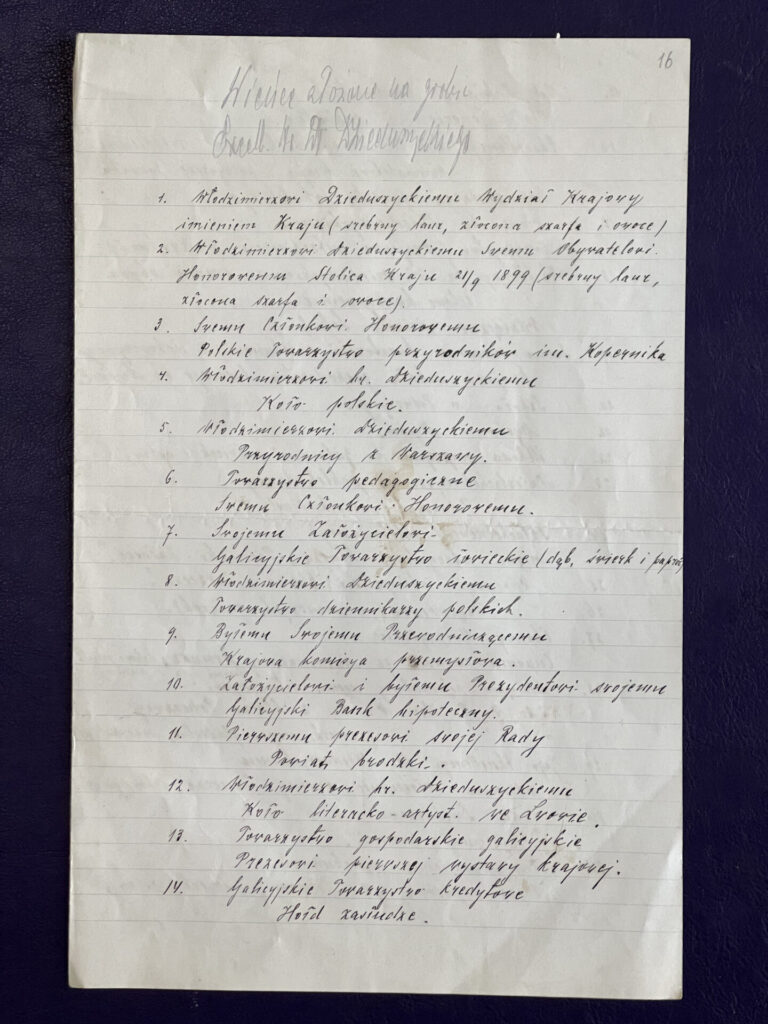 16
Wieńce złożone na grobie
Excell. Hr. Wł. Dzieduszyckiego
1. Włodzimierzowi Dzieduszyckiemu Wydział Krajowy
imieniem Kraju (srebrny laur, złocona szarfa i owoce)
2. Włodzimierzowi Dzieduszyckiemu Swemu Obywatelowi
Honorowemu Stolica Kraju 21/9 1899 (srebrny laur,
złocona szarfa i owoce).
3. Swemu Członkowi Honorowemu
Polskie Towarzystwo przyrodników im. Kopernika
4. Włodzimierzowi hr. Dzieduszyckiemu
Koło polskie.
5. Włodzimierzowi Dzieduszyckiemu
Przyrodnicy z Warszawy.
6. Towarzystwo pedagogiczne
Swemu Członkowi Honorowemu.
7. Swojemu Założycielowi
Galicyjskie Towarzystwo łowieckie (dąb, świerk i paproć)
8. Włodzimierzowi Dzieduszyckiemu
Towarzystwo dziennikarzy polskich.
9. Byłemu Swojemu Przewodniczącemu
Krajowa komisya przemysłowa.
10. Założycielowi i byłemu Prezydentowi swojemu
Galicyjski Bank hipoteczny.
11. Pierwszemu prezesowi swojej Rady
Powiat brodzki.
12. Włodzimierzowi hr. Dzieduszyckiemu
Koło literacko-artyst. we Lwowie.
13. Towarzystwo gospodarskie galicyjskie
Prezesowi pierwszej wystawy krajowej.
14. Galicyjskie Towarzystwo Kredytowe
Hołd zasłudze.